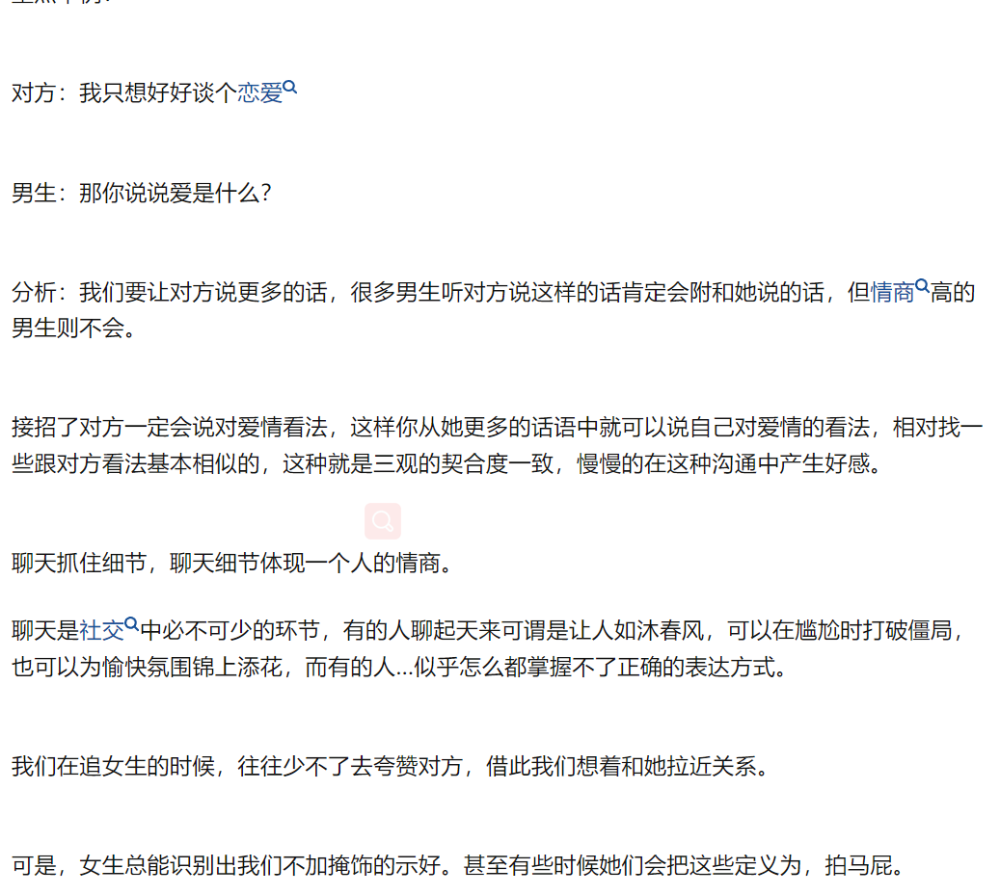 对方：我只想好好谈个恋爱
男生：那你说说爱是什么？
分析：我们要让对方说更多的话，很多男生听对方说这样的话肯定会附和她说的话，但情商高的
男生则不会。
接招了对方一定会说对爱情看法，这样你从她更多的话语中就可以说自己对爱情的看法，相对找一
些跟对方看法基本相似的，这种就是三观的契合度一致，慢慢的在这种沟通中产生好感。
聊天抓住细节，聊天细节体现一个人的情商。
聊天是社交中必不可少的环节，有的人聊起天来可谓是让人如沐春风，可以在尴尬时打破僵局，
也可以为愉快氛围锦上添花，而有的人...似乎怎么都掌握不了正确的表达方式。
我们在追女生的时候，往往少不了去夸赞对方，借此我们想着和她拉近关系。
可是，女生总能识别出我们不加掩饰的示好。甚至有些时候她们会把这些定义为，拍马屁。